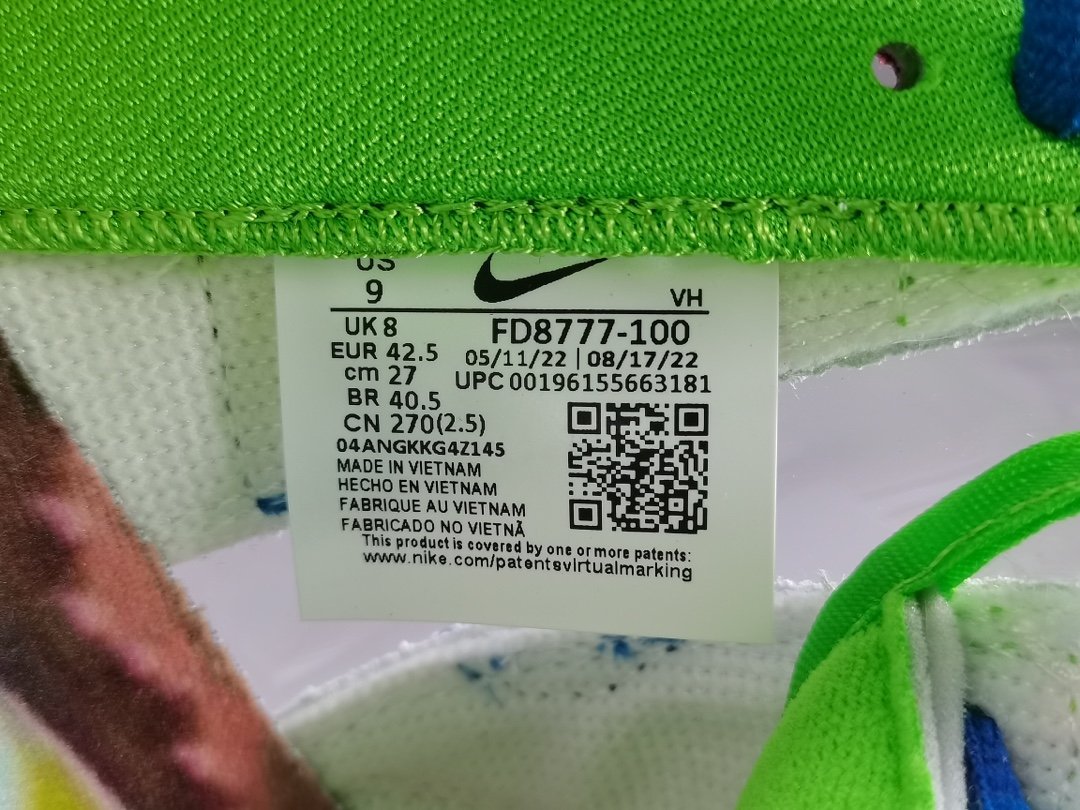 US
9
VH
UK 8
EUR 42.5
cm 27
BR 40.5
CN 270(2.5)
FD8777-100
05/11/22 | 08/17/22
UPC 00196155663181
04ANGKKG4Z145
MADE IN VIETNAM
HECHO EN VIETNAM
FABRIQUE AU VIETNAM
FABRICADO NO VIETNÃ
This product is covered by one or more patents:
www.nike.com/patentsvirtualmarking